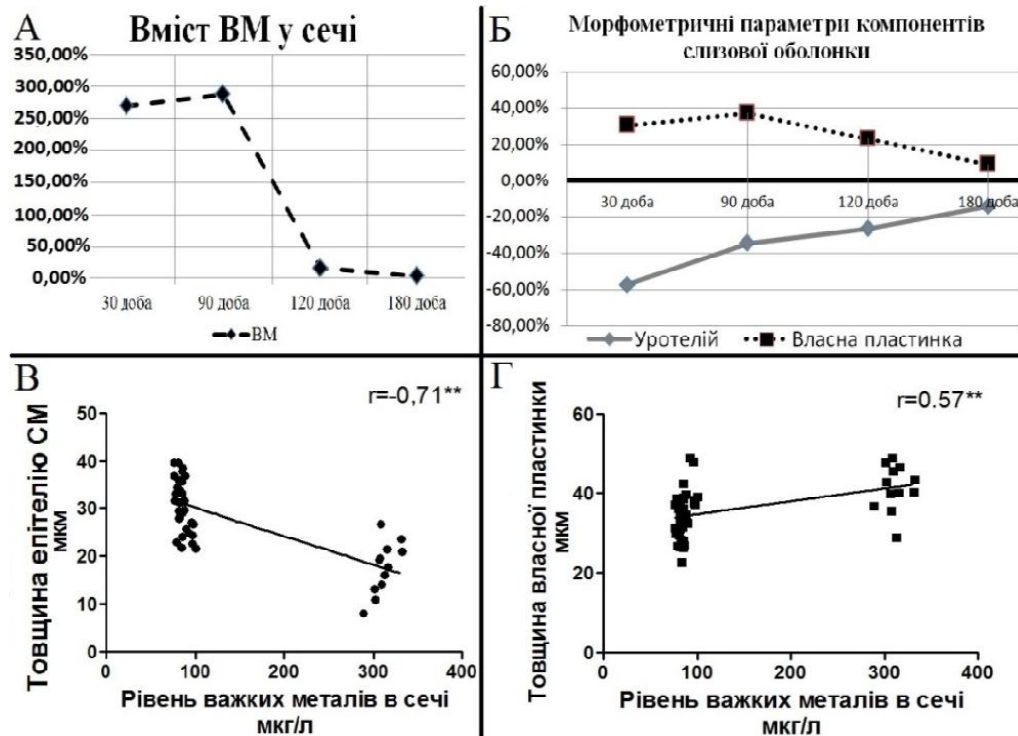 А
Вміст ВМ у сечі
350,00%
300,00%
250,00%
200,00%
150,00%
100,00%
50,00%
0,00%
30 доба 90 доба 120 доба 180 доба
ВМ
Б
Морфометричні параметри компонентів
слизової оболонки
60,00%
40,00%
20,00%
0,00%
-20,00%
-40,00%
-60,00%
-80,00%
30 доба 90 доба 120 доба 180 доба
Уротелій Власна пластинка
В
r=-0,71**
Товщина епітелію СМ
мкм
50
40
30
20
10
0
0 100 200 300 400
Рівень важких металів в сечі
мкг/л
Г
r=0.57**
Товщина власної пластинки
мкм
60
40
20
0
0 100 200 300 400
Рівень важких металів в сечі
мкг/л